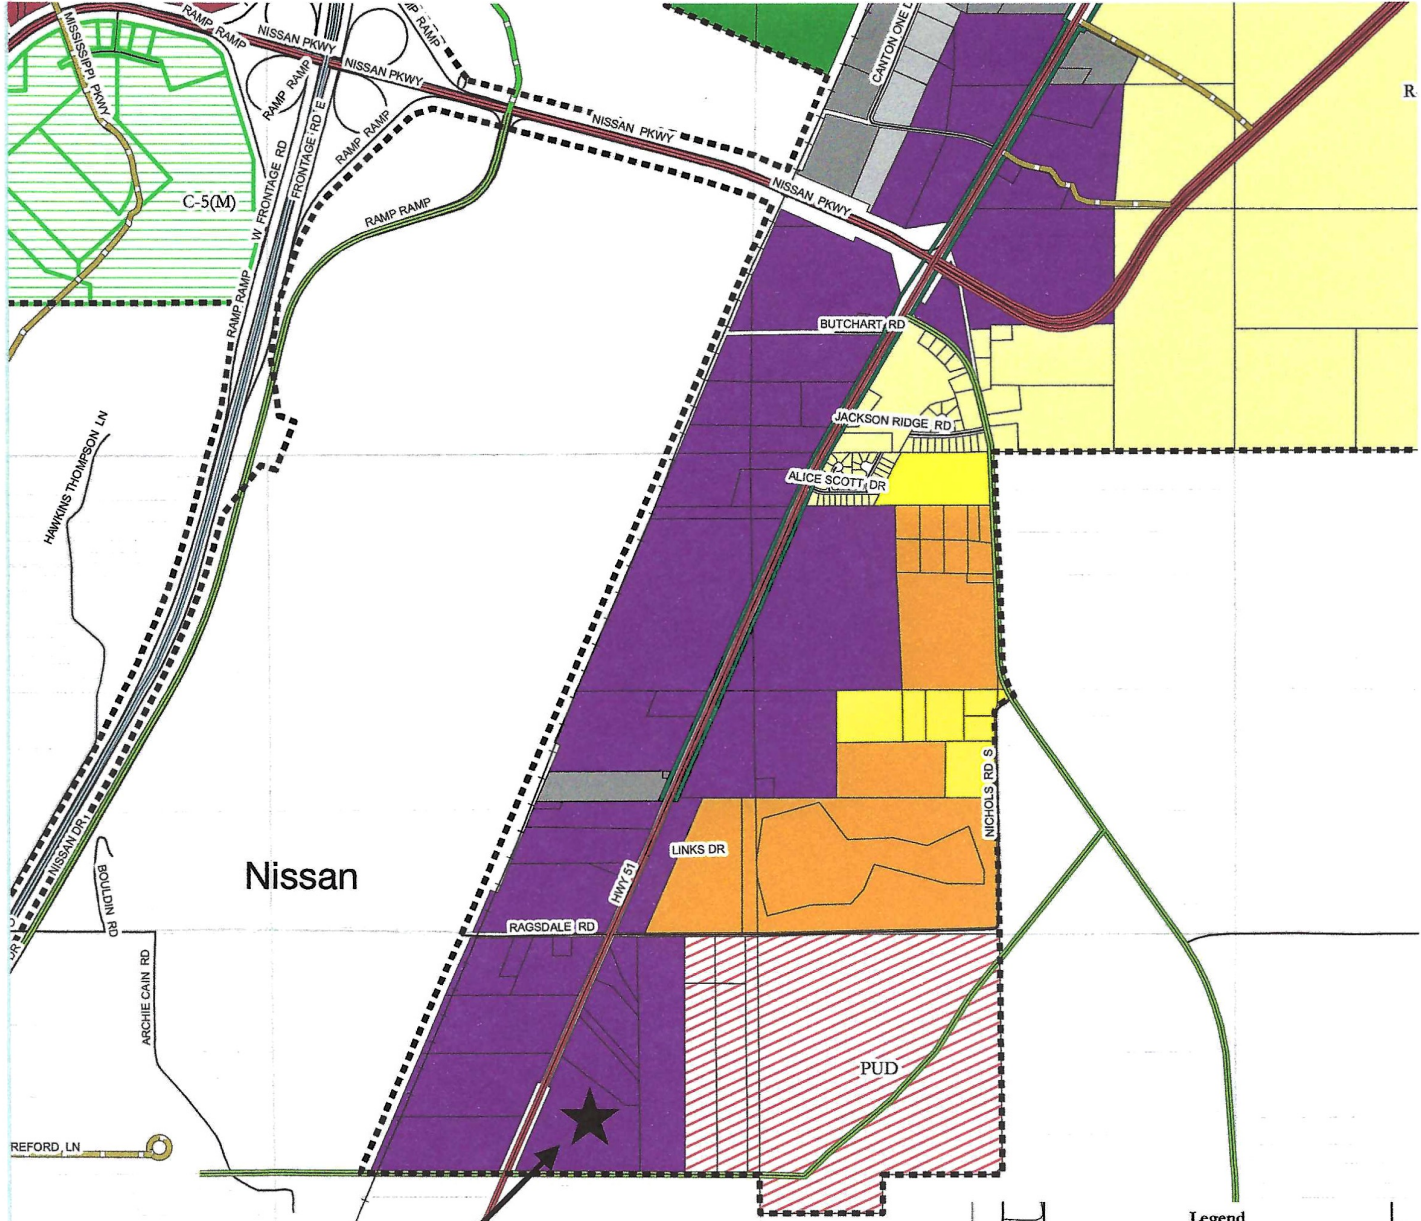 RAMP RAMP
MISSISSIPPI PKWY
NISSAN PKWY
RAMP RAMP
NISSAN PKWY
CANTON ONE
RAMP RAMP
NISSAN PKWY
RAMP RAMP
FRONTAGE RD E
W FRONTAGE RD
R
C-5(M)
RAMP RAMP
NISSAN PKWY
RAMP RAMP
BUTCHART RD
JACKSON RIDGE RD
HAWKINS THOMPSON LN
ALICE SCOTT DR
NICHOLS RD S
NISSAN DR
LINKS DR
Nissan
HWY 51
BOULDIN RD
RAGSDALE RD
DR
ARCHIE CAIN RD
PUD
REFORD LN
Legend